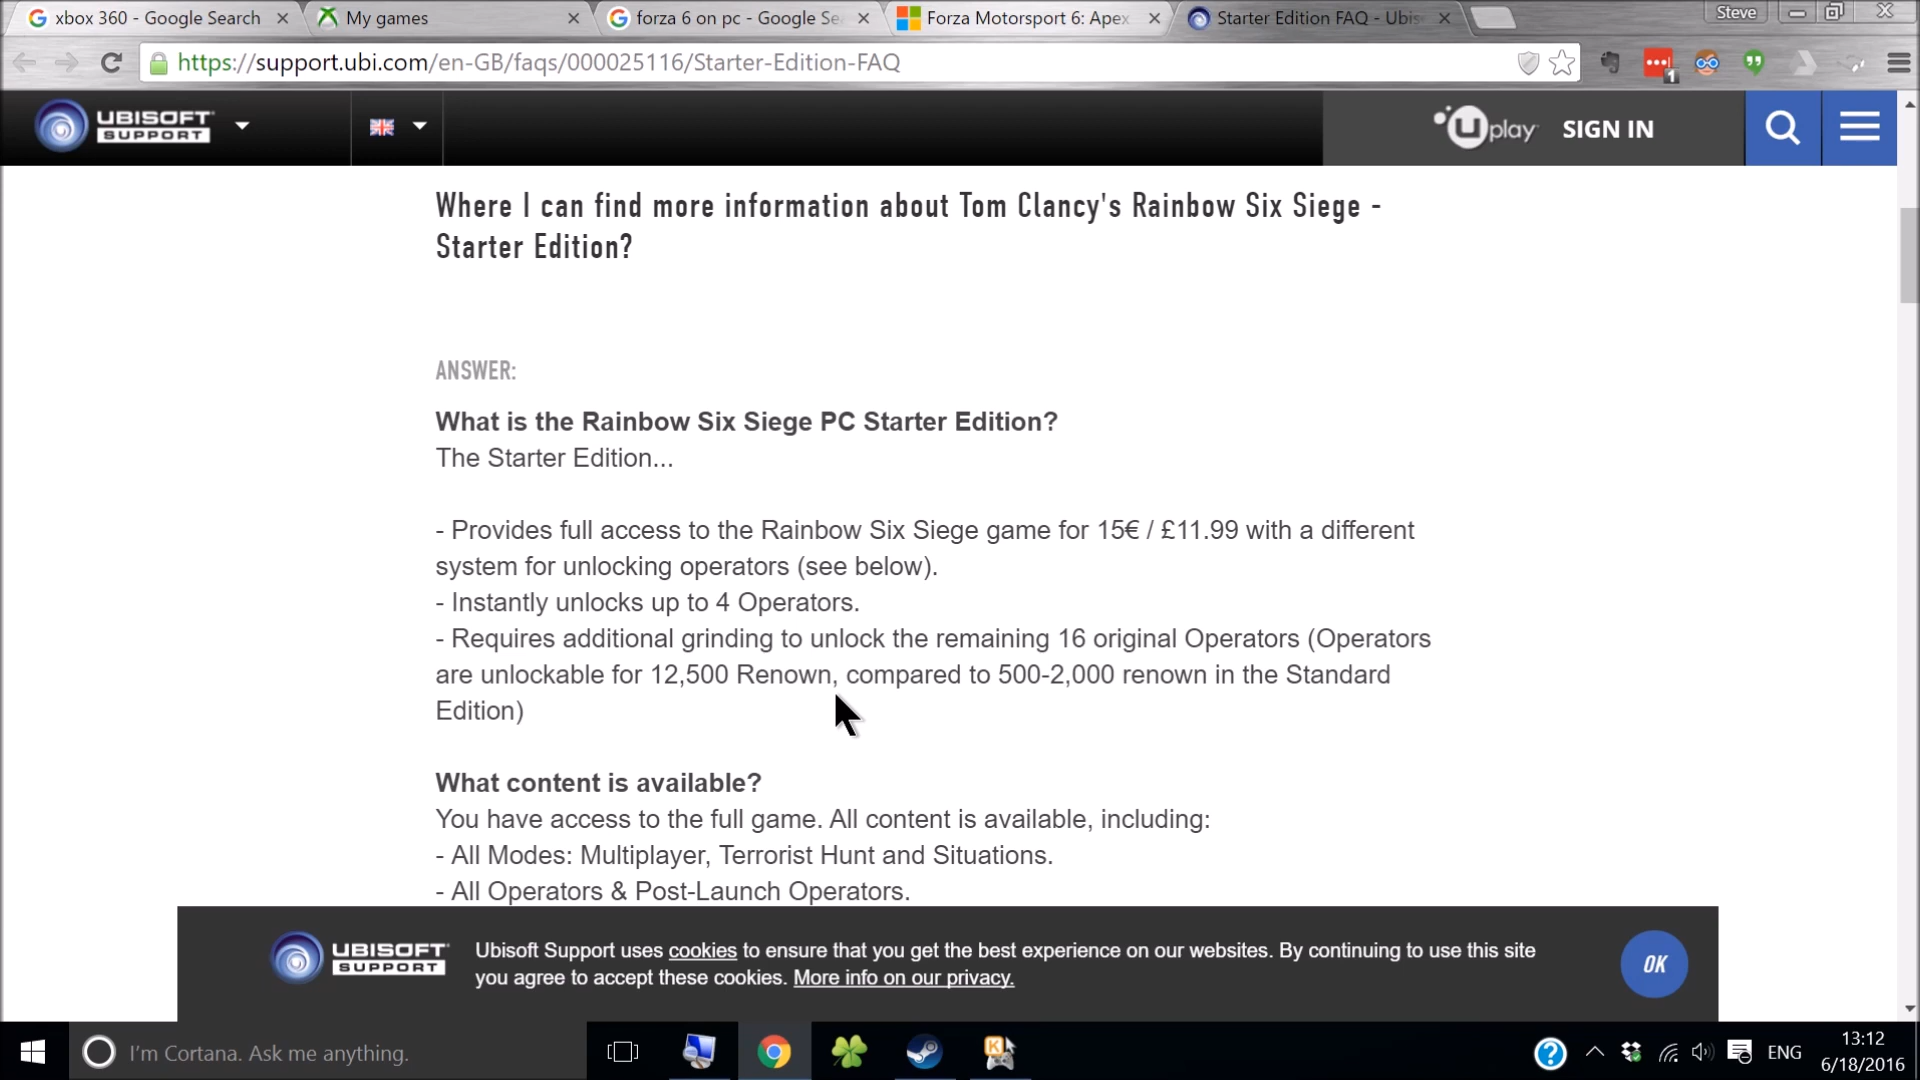 xbox 360 - Google Search
My games
forza 6 on pc - Google Se
Forza Motorsport 6: Apex
Starter Edition FAQ - Ubis
Steve
https://support.ubi.com/en-GB/faqs/000025116/Starter-Edition-FAQ
1
UBISOFT
SUPPORT
Uplay
SIGN IN
Where I can find more information about Tom Clancy's Rainbow Six Siege -
Starter Edition?
ANSWER:
What is the Rainbow Six Siege PC Starter Edition?
The Starter Edition...
- Provides full access to the Rainbow Six Siege game for 15€ / £11.99 with a different
system for unlocking operators (see below).
- Instantly unlocks up to 4 Operators.
- Requires additional grinding to unlock the remaining 16 original Operators (Operators
are unlockable for 12,500 Renown, compared to 500-2,000 renown in the Standard
Edition)
What content is available?
You have access to the full game. All content is available, including:
- All Modes: Multiplayer, Terrorist Hunt and Situations.
- All Operators & Post-Launch Operators.
UBISOFT
SUPPORT
Ubisoft Support uses cookies to ensure that you get the best experience on our websites. By continuing to use this site
you agree to accept these cookies. More info on our privacy.
OK
I'm Cortana. Ask me anything.
K
?
ENG
13:12
6/18/2016